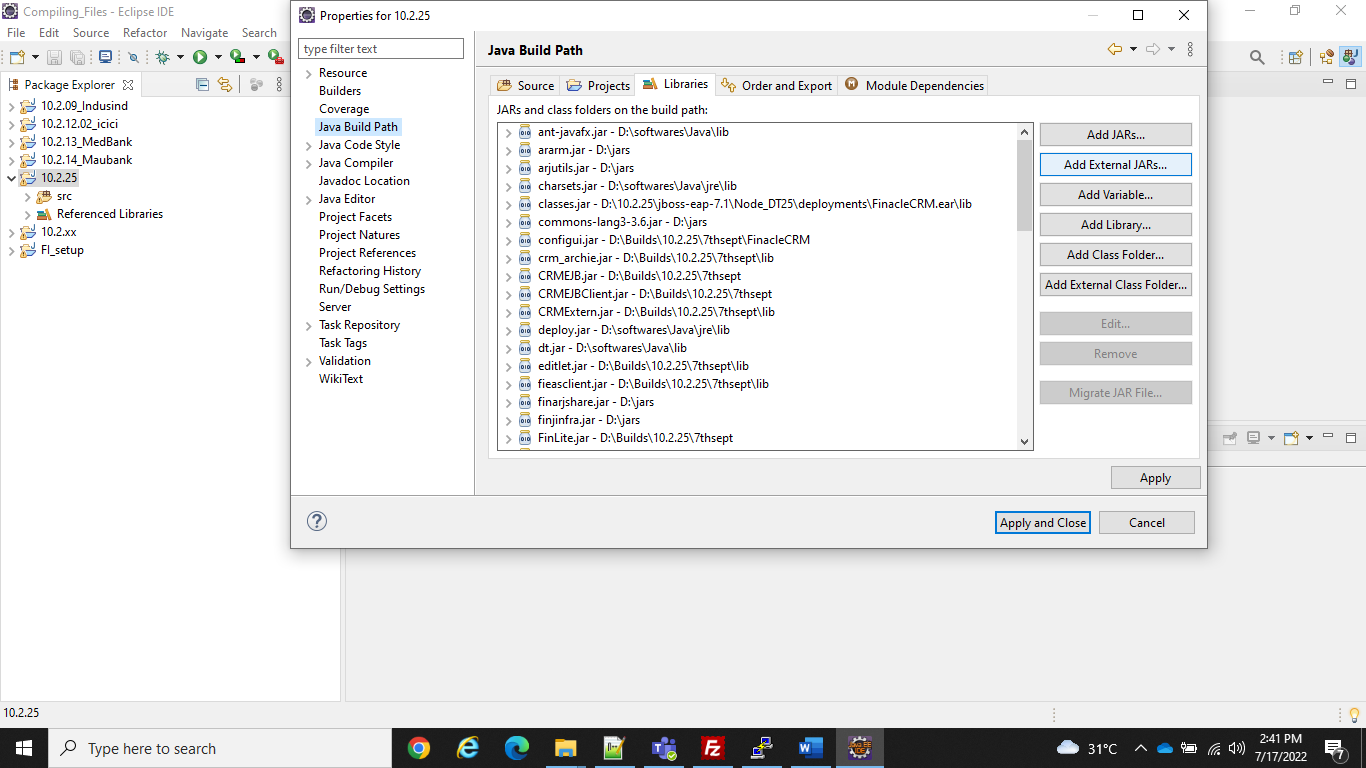 Compiling_Files - Eclipse IDE
File Edit Source Refactor Navigate Search
Package Explorer
10.2.09_Indusind
10.2.12.02_icici
10.2.13_MedBank
10.2.14_Maubank
10.2.25
src
Referenced Libraries
10.2.xx
FI_setup
Properties for 10.2.25
type filter text
Resource
Builders
Coverage
Java Build Path
Java Code Style
Java Compiler
Javadoc Location
Java Editor
Project Facets
Project Natures
Project References
Refactoring History
Run/Debug Settings
Server
Task Repository
Task Tags
Validation
WikiText
Java Build Path
Source Projects Libraries Order and Export Module Dependencies
JARs and class folders on the build path:
ant-javafx.jar - D:\softwares\Java\lib
ararm.jar - D:\jars
arjutils.jar - D:\jars
charsets.jar - D:\softwares\Java\jre\lib
classes.jar - D:\10.2.25\jboss-eap-7.1\Node_DT25\deployments\FinacleCRM.ear\lib
commons-lang3-3.6.jar - D:\jars
configui.jar - D:\Builds\10.2.25\7thsept\FinacleCRM
crm_archie.jar - D:\Builds\10.2.25\7thsept\lib
CRMEJB.jar - D:\Builds\10.2.25\7thsept
CRMEJBClient.jar - D:\Builds\10.2.25\7thsept
CRMExtern.jar - D:\Builds\10.2.25\7thsept\lib
deploy.jar - D:\softwares\Java\jre\lib
dt.jar - D:\softwares\Java\lib
editlet.jar - D:\Builds\10.2.25\7thsept\lib
fieasclient.jar - D:\Builds\10.2.25\7thsept\lib
finarjshare.jar - D:\jars
finjinfra.jar - D:\jars
FinLite.jar - D:\Builds\10.2.25\7thsept
Add JARs...
Add External JARs...
Add Variable...
Add Library...
Add Class Folder...
Add External Class Folder...
Edit...
Remove
Migrate JAR File...
Apply
Apply and Close Cancel
10.2.25
Type here to search
31°C
2:41 PM
7/17/2022
7